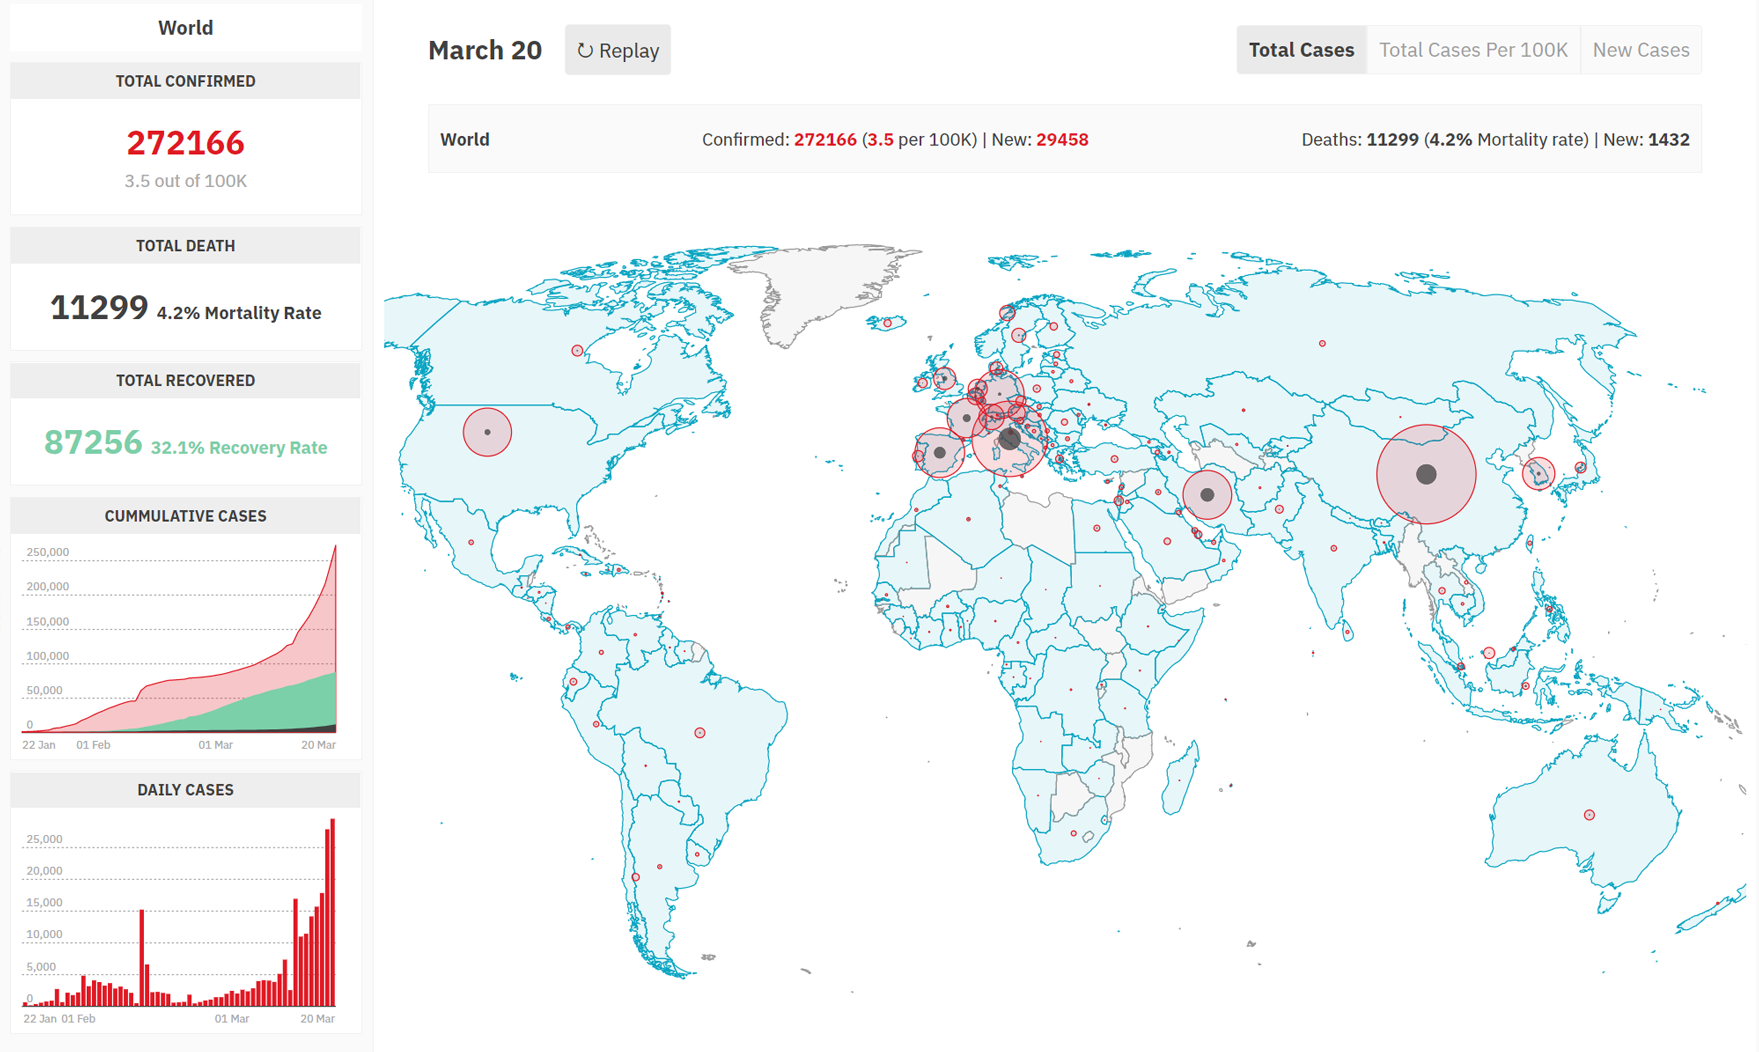 World
TOTAL CONFIRMED
272166
3.5 out of 100K
TOTAL DEATH
11299 4.2% Mortality Rate
TOTAL RECOVERED
87256 32.1% Recovery Rate
CUMMULATIVE CASES
250,000
200,000
150,000
100,000
50,000
0
22 Jan 01 Feb 01 Mar 20 Mar
DAILY CASES
25,000
20,000
15,000
10,000
5,000
0
22 Jan 01 Feb 01 Mar 20 Mar
March 20 ↻ Replay
Total Cases Total Cases Per 100K New Cases
World Confirmed: 272166 (3.5 per 100K) | New: 29458 Deaths: 11299 (4.2% Mortality rate) | New: 1432